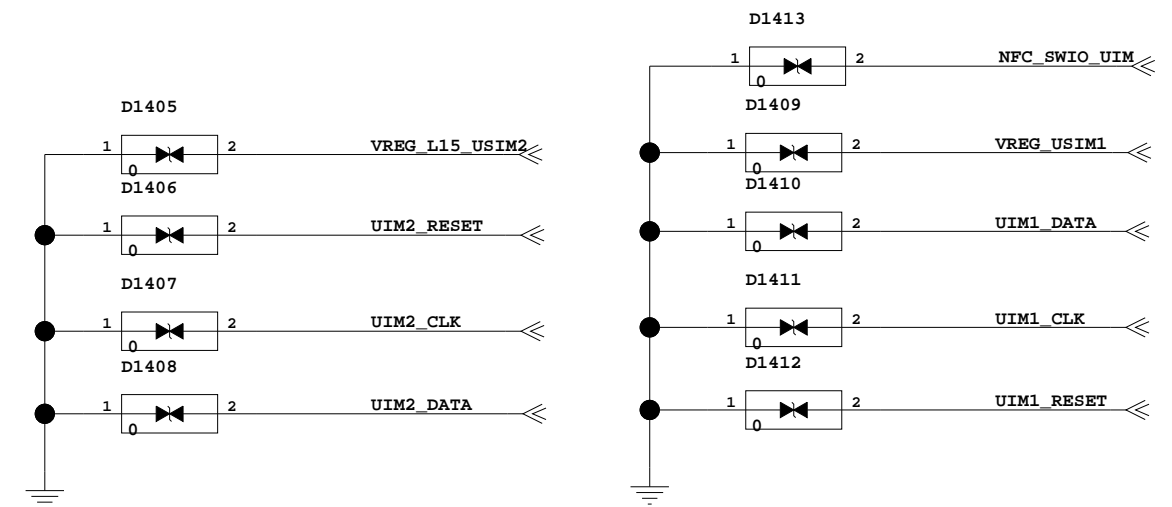 D1405
1 2 VREG_L15_USIM2
0
D1406
1 2 UIM2_RESET
0
D1407
1 2 UIM2_CLK
0
D1408
1 2 UIM2_DATA
0
D1413
1 2 NFC_SWIO_UIM
0
D1409
1 2 VREG_USIM1
0
D1410
1 2 UIM1_DATA
0
D1411
1 2 UIM1_CLK
0
D1412
1 2 UIM1_RESET
0